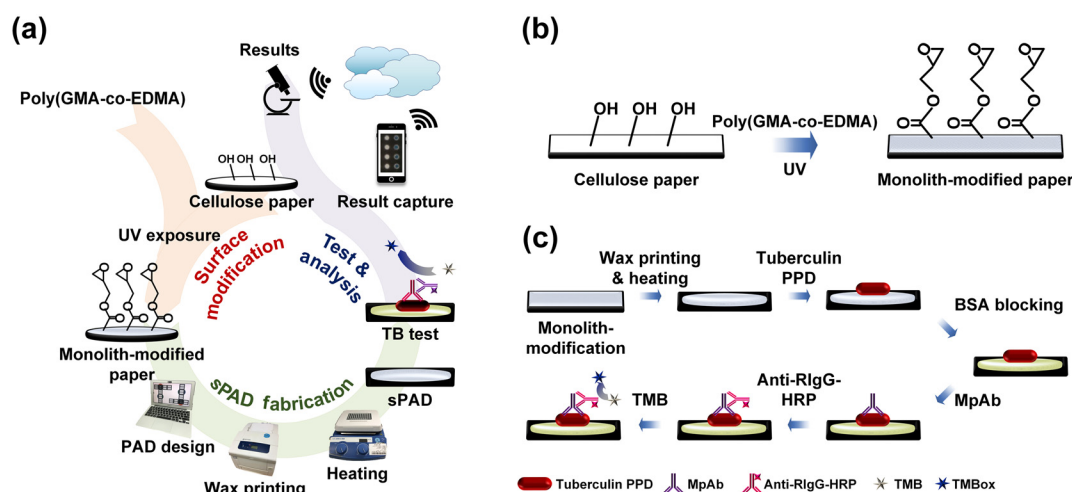 (a)
Results
Poly(GMA-co-EDMA)
OH OH OH
Cellulose paper
Result capture
UV exposure
Surface
modification
Test &
analysis
TB test
Monolith-modified
paper
sPAD fabrication
sPAD
PAD design
Wax printing
Heating
(b)
OH OH OH
Poly(GMA-co-EDMA)
UV
Cellulose paper
O O O
O O O
O O O
Monolith-modified paper
(c)
Wax printing
& heating
Tuberculin
PPD
Monolith-
modification
BSA blocking
MpAb
Anti-RIgG-
HRP
TMB
Tuberculin PPD
MpAb
Anti-RIgG-HRP
TMB
TMBox